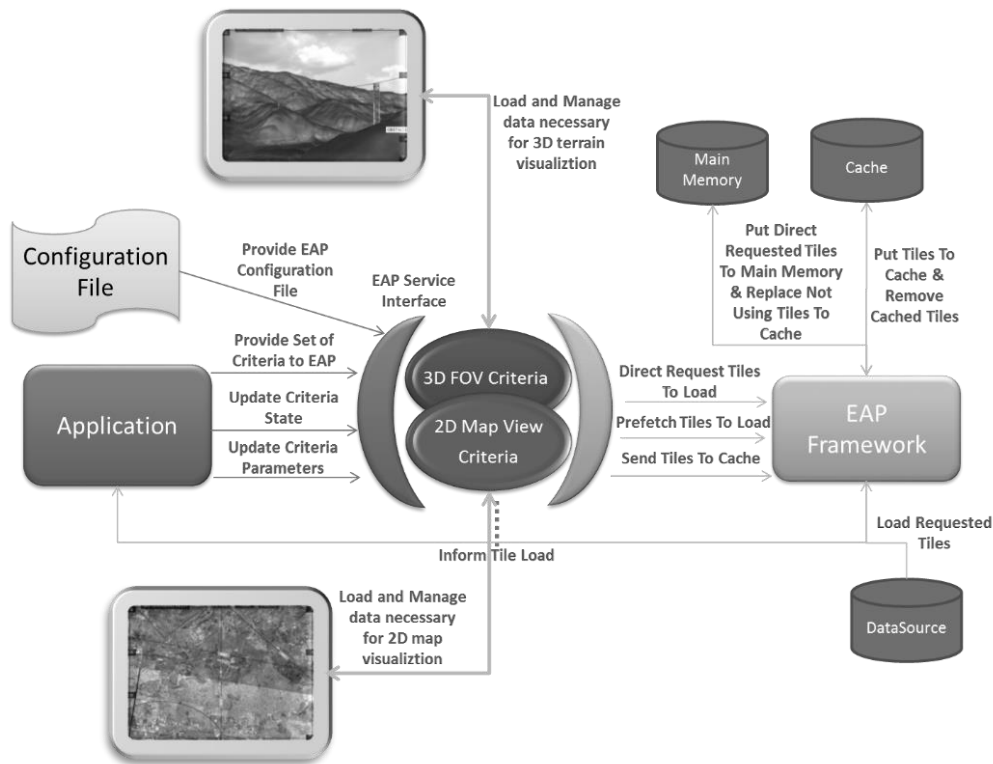 Load and Manage
data necessary
for 3D terrain
visualiztion
Main
Memory
Cache
Configuration
File
Provide EAP
Configuration
File
EAP Service
Interface
Put Direct
Requested Tiles
To Main Memory
& Replace Not
Using Tiles To
Cache
Put Tiles To
Cache &
Remove
Cached Tiles
Provide Set of
Criteria to EAP
Application
Update Criteria
State
Update Criteria
Parameters
3D FOV Criteria
2D Map View
Criteria
Direct Request Tiles
To Load
Prefetch Tiles To Load
Send Tiles To Cache
EAP
Framework
Inform Tile Load
Load Requested
Tiles
DataSource
Load and Manage
data necessary
for 2D map
visualiztion